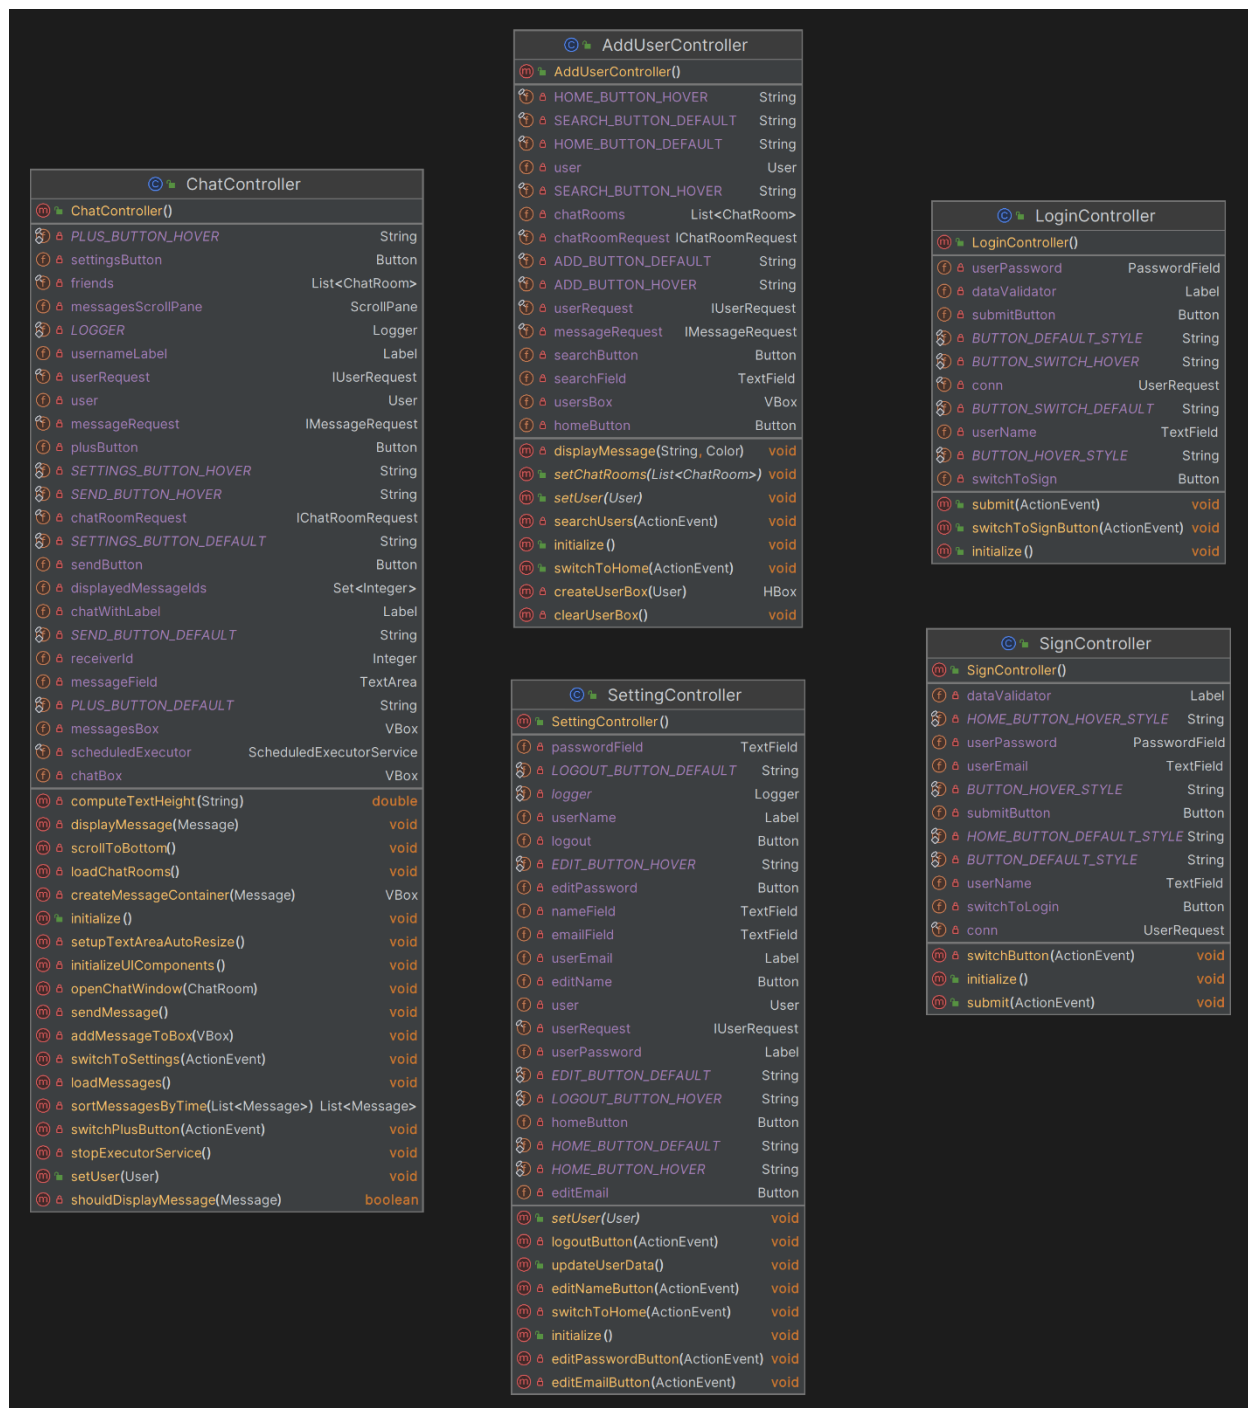 ChatController
ChatController()
PLUS_BUTTON_HOVER String
settingsButton Button
friends List<ChatRoom>
messagesScrollPane ScrollPane
LOGGER Logger
usernameLabel Label
userRequest IUserRequest
user User
messageRequest IMessageRequest
plusButton Button
SETTINGS_BUTTON_HOVER String
SEND_BUTTON_HOVER String
chatRoomRequest IChatRoomRequest
SETTINGS_BUTTON_DEFAULT String
sendButton Button
displayedMessageIds Set<Integer>
chatWithLabel Label
SEND_BUTTON_DEFAULT String
receiverId Integer
messageField TextArea
PLUS_BUTTON_DEFAULT String
messagesBox VBox
scheduledExecutor ScheduledExecutorService
chatBox VBox
computeTextHeight(String) double
displayMessage(Message) void
scrollToBottom() void
loadChatRooms() void
createMessageContainer(Message) VBox
initialize() void
setupTextAreaAutoResize() void
initializeUIComponents() void
openChatWindow(ChatRoom) void
sendMessage() void
addMessageToBox(VBox) void
switchToSettings(ActionEvent) void
loadMessages() void
sortMessagesByTime(List<Message>) List<Message>
switchPlusButton(ActionEvent) void
stopExecutorService() void
setUser(User) void
shouldDisplayMessage(Message) boolean
AddUserController
AddUserController()
HOME_BUTTON_HOVER String
SEARCH_BUTTON_DEFAULT String
HOME_BUTTON_DEFAULT String
user User
SEARCH_BUTTON_HOVER String
chatRooms List<ChatRoom>
chatRoomRequest IChatRoomRequest
ADD_BUTTON_DEFAULT String
ADD_BUTTON_HOVER String
userRequest IUserRequest
messageRequest IMessageRequest
searchButton Button
searchField TextField
usersBox VBox
homeButton Button
displayMessage(String, Color) void
setChatRooms(List<ChatRoom>) void
setUser(User) void
searchUsers(ActionEvent) void
initialize() void
switchToHome(ActionEvent) void
createUserBox(User) HBox
clearUserBox() void
SettingController
SettingController()
passwordField TextField
LOGOUT_BUTTON_DEFAULT String
logger Logger
userName Label
logout Button
EDIT_BUTTON_HOVER String
editPassword Button
nameField TextField
emailField TextField
userEmail Label
editName Button
user User
userRequest IUserRequest
userPassword Label
EDIT_BUTTON_DEFAULT String
LOGOUT_BUTTON_HOVER String
homeButton Button
HOME_BUTTON_DEFAULT String
HOME_BUTTON_HOVER String
editEmail Button
setUser(User) void
logoutButton(ActionEvent) void
updateUserData() void
editNameButton(ActionEvent) void
switchToHome(ActionEvent) void
initialize() void
editPasswordButton(ActionEvent) void
editEmailButton(ActionEvent) void
LoginController
LoginController()
userPassword PasswordField
dataValidator Label
submitButton Button
BUTTON_DEFAULT_STYLE String
BUTTON_SWITCH_HOVER String
conn UserRequest
BUTTON_SWITCH_DEFAULT String
userName TextField
BUTTON_HOVER_STYLE String
switchToSign Button
submit(ActionEvent) void
switchToSignButton(ActionEvent) void
initialize() void
SignController
SignController()
dataValidator Label
HOME_BUTTON_HOVER_STYLE String
userPassword PasswordField
userEmail TextField
BUTTON_HOVER_STYLE String
submitButton Button
HOME_BUTTON_DEFAULT_STYLE String
BUTTON_DEFAULT_STYLE String
userName TextField
switchToLogin Button
conn UserRequest
switchButton(ActionEvent) void
initialize() void
submit(ActionEvent) void